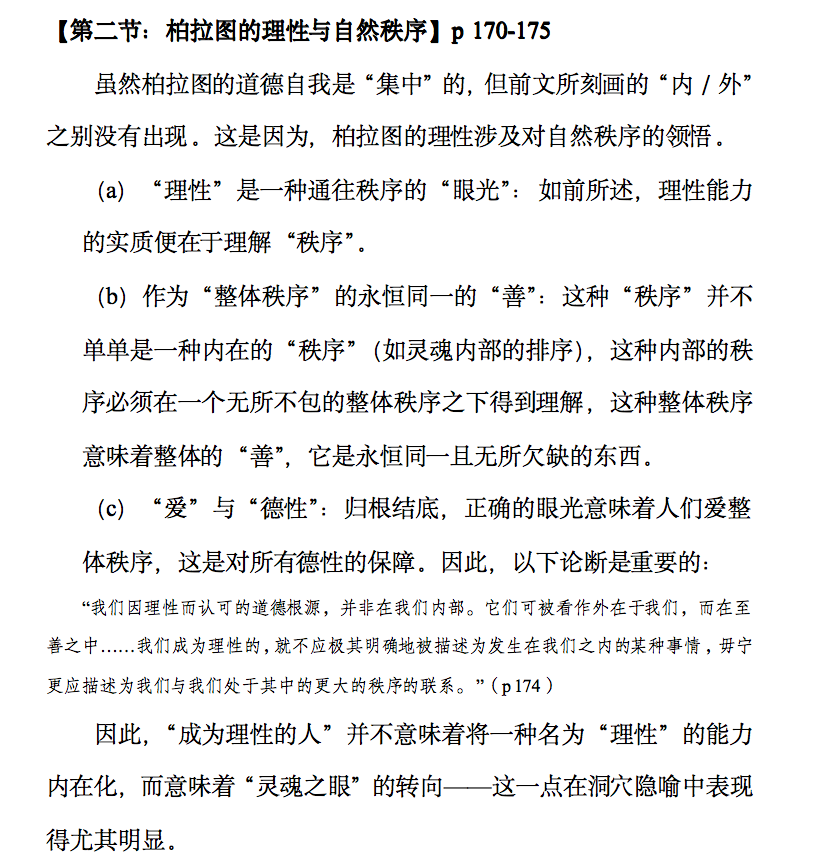 【第二节：柏拉图的理性与自然秩序】p 170-175
虽然柏拉图的道德自我是“集中”的，但前文所刻画的“内 / 外”
之别没有出现。这是因为，柏拉图的理性涉及对自然秩序的领悟。
(a) “理性”是一种通往秩序的“眼光”：如前所述，理性能力
的实质便在于理解“秩序”。
(b) 作为“整体秩序”的永恒同一的“善”：这种“秩序”并不
单单是一种内在的“秩序”（如灵魂内部的排序），这种内部的秩
序必须在一个无所不包的整体秩序之下得到理解，这种整体秩序
意味着整体的“善”，它是永恒同一且无所欠缺的东西。
(c) “爱”与“德性”：归根结底，正确的眼光意味着人们爱整
体秩序，这是对所有德性的保障。因此，以下论断是重要的：
“我们因理性而认可的道德根源，并非在我们内部。它们可被看作外在于我们，而在至
善之中……我们成为理性的，就不应极其明确地被描述为发生在我们之内的某种事情，毋宁
更应描述为我们与我们处于其中的更大的秩序的联系。”（p 174）
因此，“成为理性的人”并不意味着将一种名为“理性”的能力
内在化，而意味着“灵魂之眼”的转向——这一点在洞穴隐喻中表现
得尤其明显。